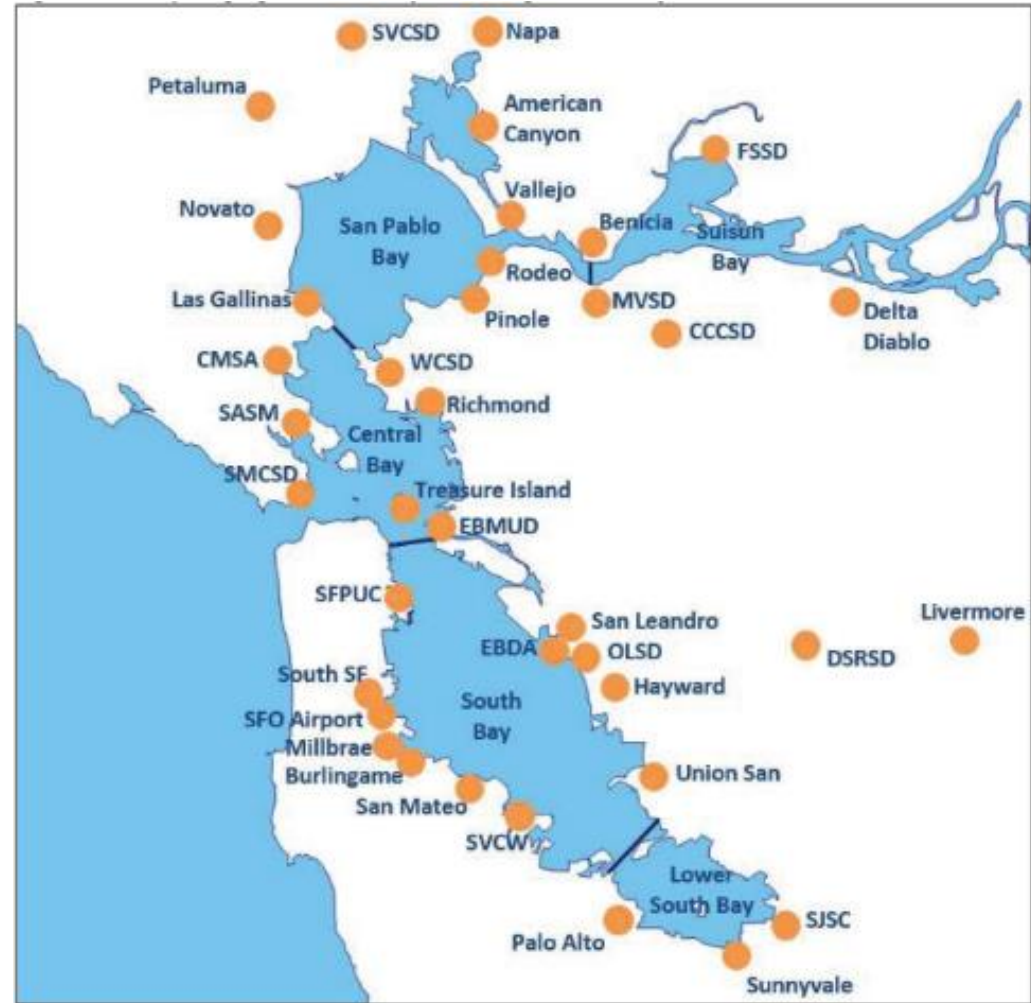 SVCSD
Napa
Petaluma
American
Canyon
FSSD
Vallejo
Novato
San Pablo
Bay
Benicia
Suisun
Bay
Rodeo
Las Gallinas
Pinole
MVSD
Delta
Diablo
CCCSD
CMSA
WCSD
Richmond
SASM
Central
Bay
SMCSD
Treasure Island
EBMUD
SFPUC
San Leandro
Livermore
EBDA
OLSD
DSRSD
South SF
Hayward
South
Bay
SFO Airport
Millbrae
Burlingame
Union San
San Mateo
SVCW
Lower
South Bay
Palo Alto
SJSC
Sunnyvale